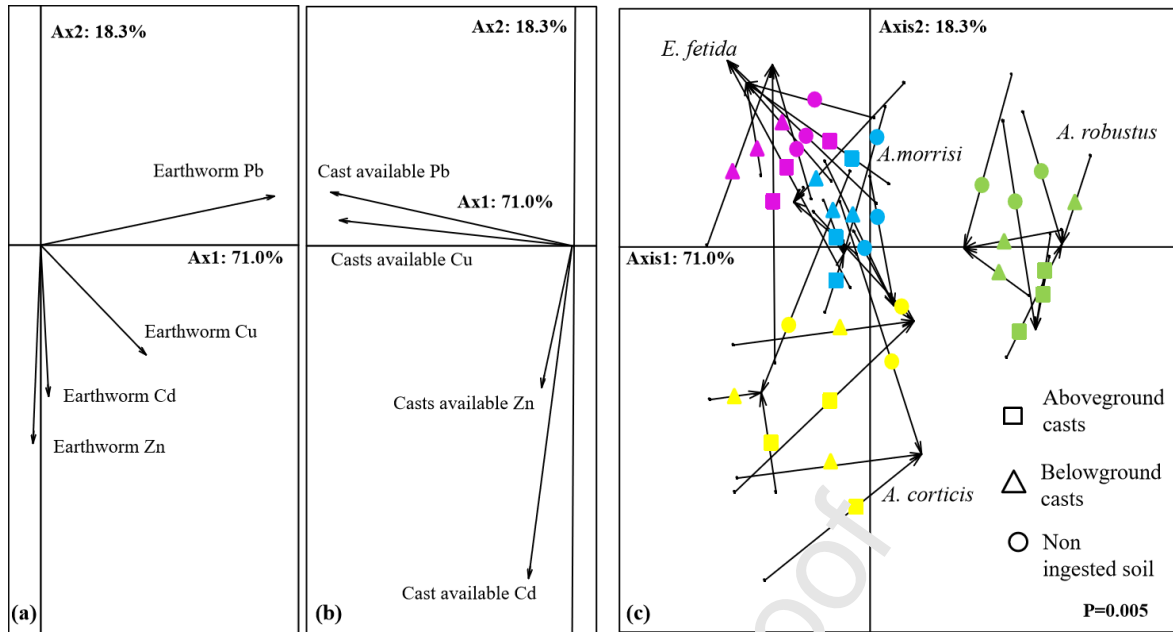 Ax2: 18.3%
Earthworm Pb
Ax1: 71.0%
Earthworm Cu
Earthworm Cd
Earthworm Zn
(a)
Ax2: 18.3%
Cast available Pb
Ax1: 71.0%
Casts available Cu
Casts available Zn
Cast available Cd
(b)
Axis2: 18.3%
E. fetida
A.morrisi
A. robustus
Axis1: 71.0%
A. corticis
Aboveground
casts
Belowground
casts
Non
ingested soil
(c)
P=0.005
oof